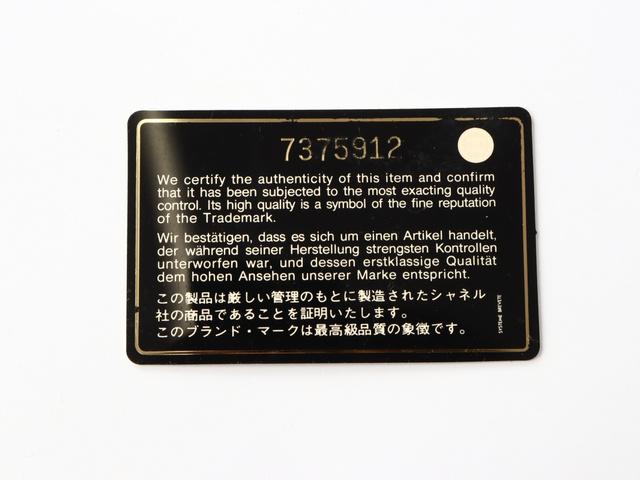 7375912
We certify the authenticity of this item and confirm
that it has been subjected to the most exacting quality
control. Its high quality is a symbol of the fine reputation
of the Trademark.
Wir bestätigen, dass es sich um einen Artikel handelt,
der während seiner Herstellung strengsten Kontrollen
unterworfen war, und dessen erstklassige Qualität
dem hohen Ansehen unserer Marke entspricht.
この製品は厳しい管理のもとに製造されたシャネル
社の商品であることを証明いたします。
このブランド・マークは最高級品質の象徴です。
SYSTEME BREVETE